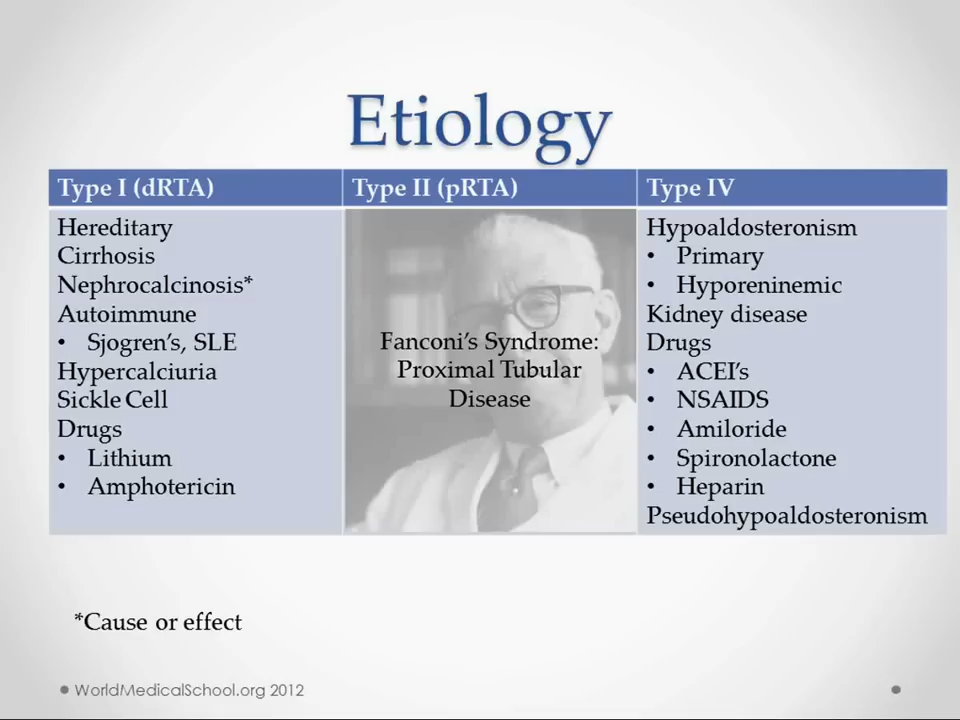 Etiology
Type I (dRTA)
Type II (pRTA)
Type IV
Hereditary
Cirrhosis
Nephrocalcinosis*
Autoimmune
• Sjogren's, SLE
Hypercalciuria
Sickle Cell
Drugs
• Lithium
• Amphotericin
Fanconi's Syndrome:
Proximal Tubular
Disease
Hypoaldosteronism
• Primary
• Hyporeninemic
Kidney disease
Drugs
• ACEI's
• NSAIDS
• Amiloride
• Spironolactone
• Heparin
Pseudohypoaldosteronism
*Cause or effect
WorldMedicalSchool.org 2012